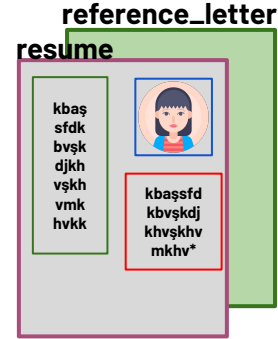 reference_letter
resume
kbaş
sfdk
bvşk
djkh
vşkh
vmk
hvkk
kbaşsfd
kbvşkdj
khvşkhv
mkhv*